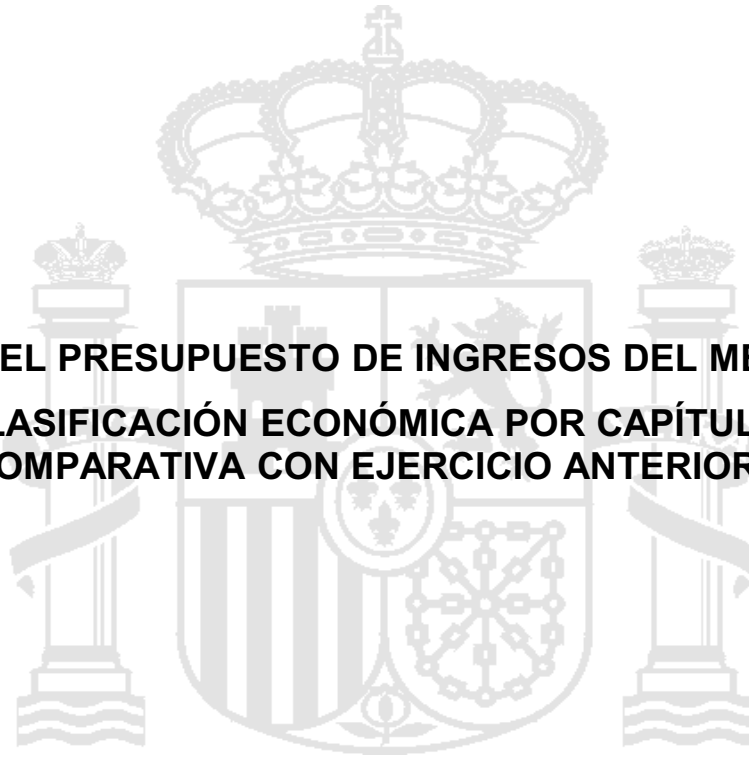 EL PRESUPUESTO DE INGRESOS DEL ME
LASIFICACIÓN ECONÓMICA POR CAPÍTUL
OMPARATIVA CON EJERCICIO ANTERIOR